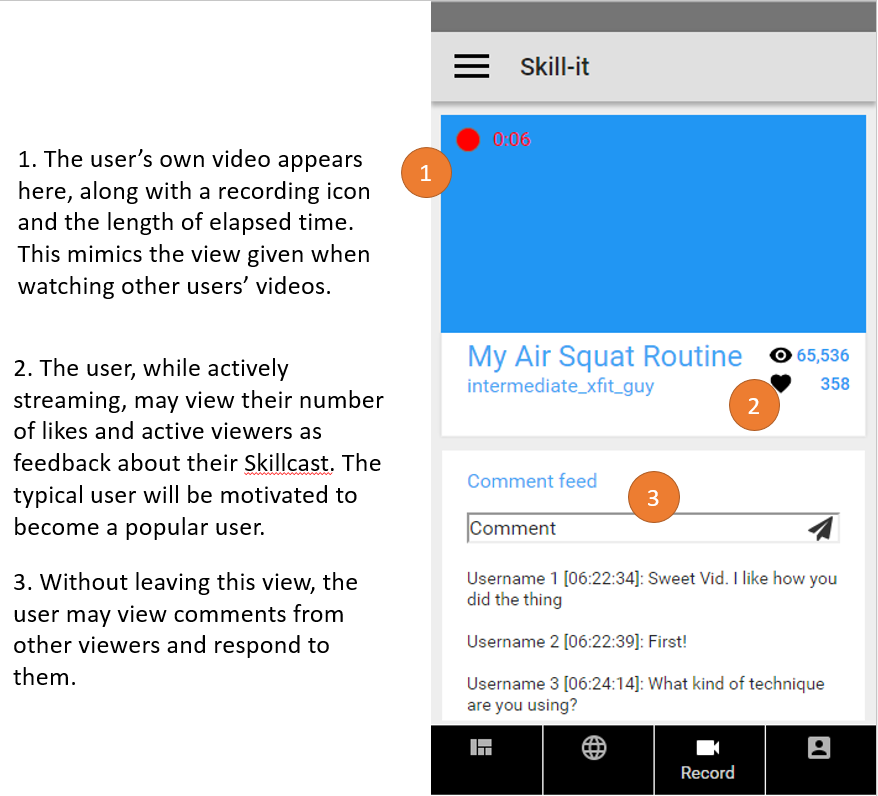 1. The user’s own video appears
here, along with a recording icon
and the length of elapsed time.
This mimics the view given when
watching other users’ videos.
2. The user, while actively
streaming, may view their number
of likes and active viewers as
feedback about their Skillcast. The
typical user will be motivated to
become a popular user.
3. Without leaving this view, the
user may view comments from
other viewers and respond to
them.
Skill-it
0:06
1
My Air Squat Routine
65,536
intermediate_xfit_guy
358
2
Comment feed
3
Comment
Username 1 [06:22:34]: Sweet Vid. I like how you
did the thing
Username 2 [06:22:39]: First!
Username 3 [06:24:14]: What kind of technique
are you using?
Record